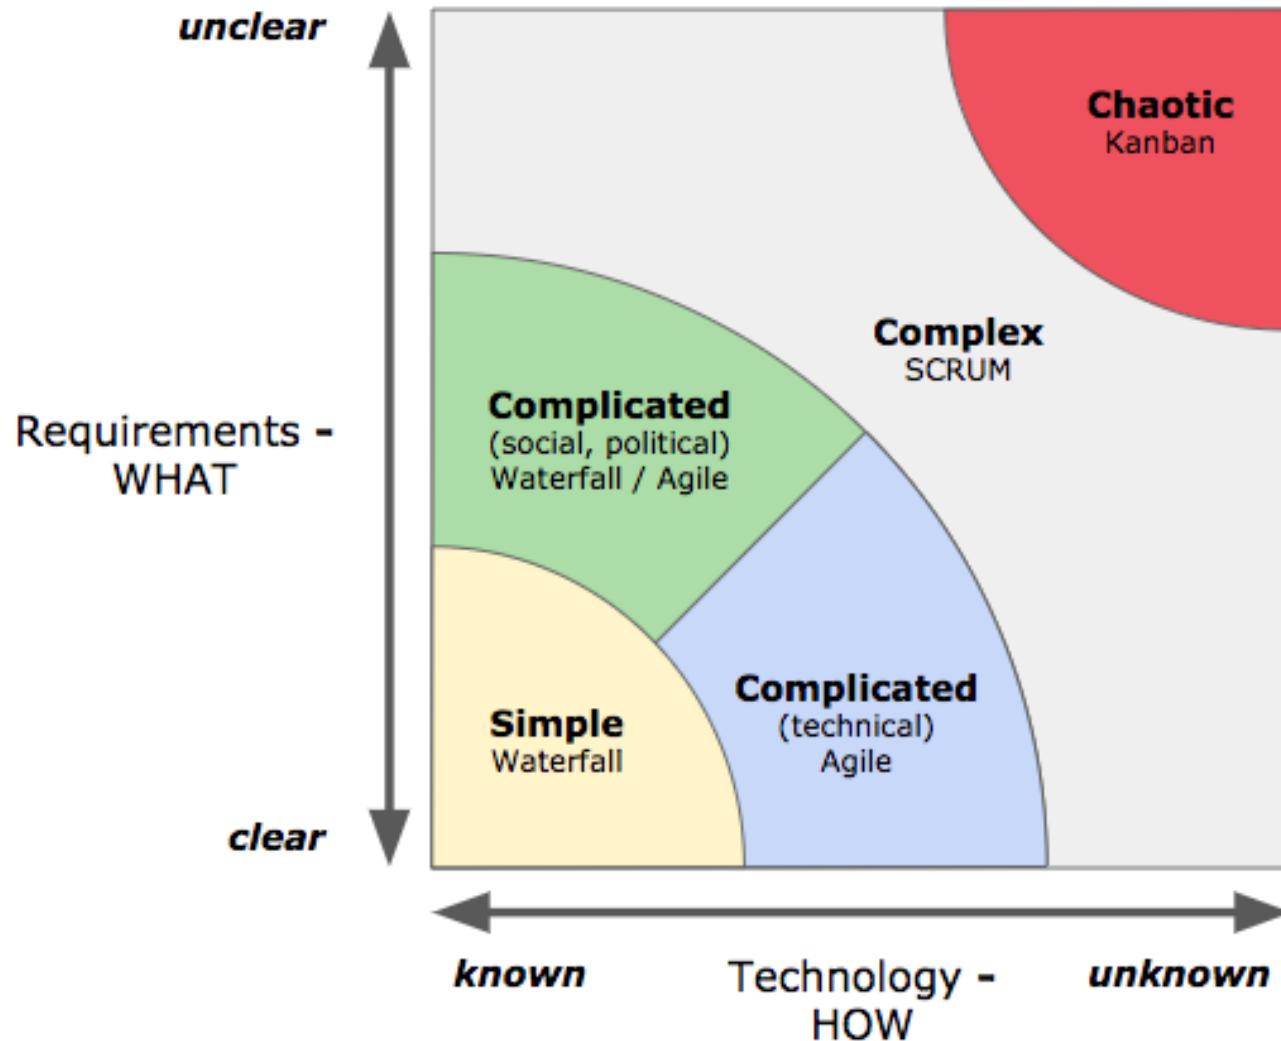 unclear
Chaotic
Kanban
Complex
SCRUM
Complicated
(social, political)
Waterfall / Agile
Requirements -
WHAT
Complicated
(technical)
Agile
Simple
Waterfall
clear
known
Technology -
HOW
unknown